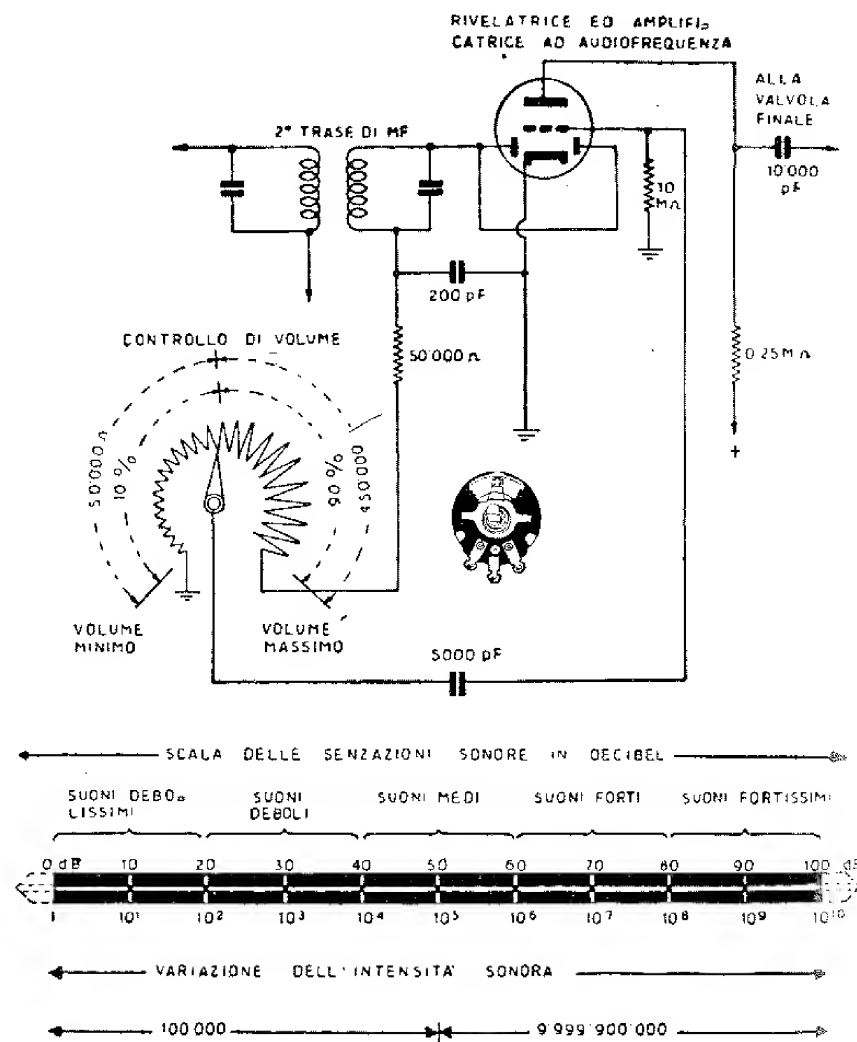 RIVELATRICE ED AMPLIFI=
CATRICE AD AUDIOFREQUENZA
ALLA
VALVOLA
FINALE
2° TRASF. DI MF
10'000
pF
10
MΩ
200 pF
CONTROLLO DI VOLUME
50'000 Ω
0.25 MΩ
+
50'000 Ω
10 %
90 %
450'000
VOLUME
MINIMO
VOLUME
MASSIMO
5000 pF
SCALA DELLE SENZAZIONI SONORE IN DECIBEL
SUONI DEBO=
LISSIMI
SUONI
DEBOLI
SUONI MEDI
SUONI FORTI
SUONI FORTISSIMI
0 dB 10 20 30 40 50 60 70 80 90 100 dB
1 10¹ 10² 10³ 10⁴ 10⁵ 10⁶ 10⁷ 10⁸ 10⁹ 10¹⁰
VARIAZIONE DELL'INTENSITA' SONORA
100 000 9'999'900'000